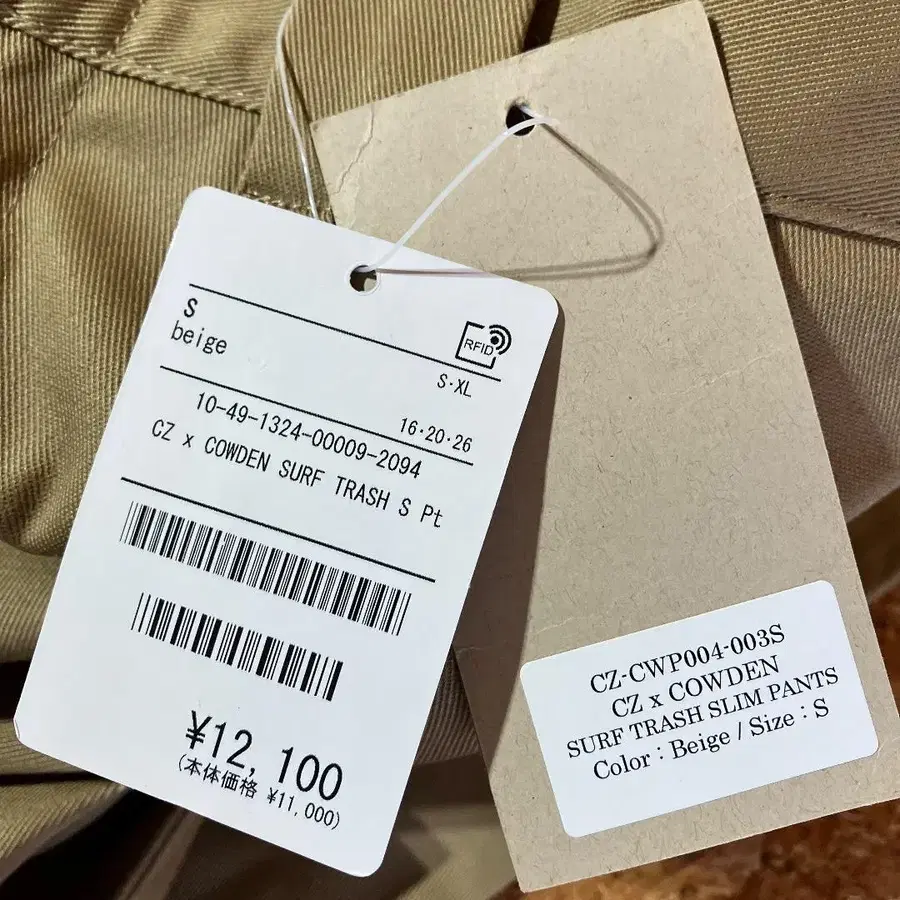 S
beige
RFID
S·XL
16·20·26
10-49-1324-00009-2094
CZ x COWDEN SURF TRASH S Pt
¥12,100
(本体価格 ¥11,000)
CZ-CWP004-003S
CZ x COWDEN
SURF TRASH SLIM PANTS
Color : Beige / Size : S